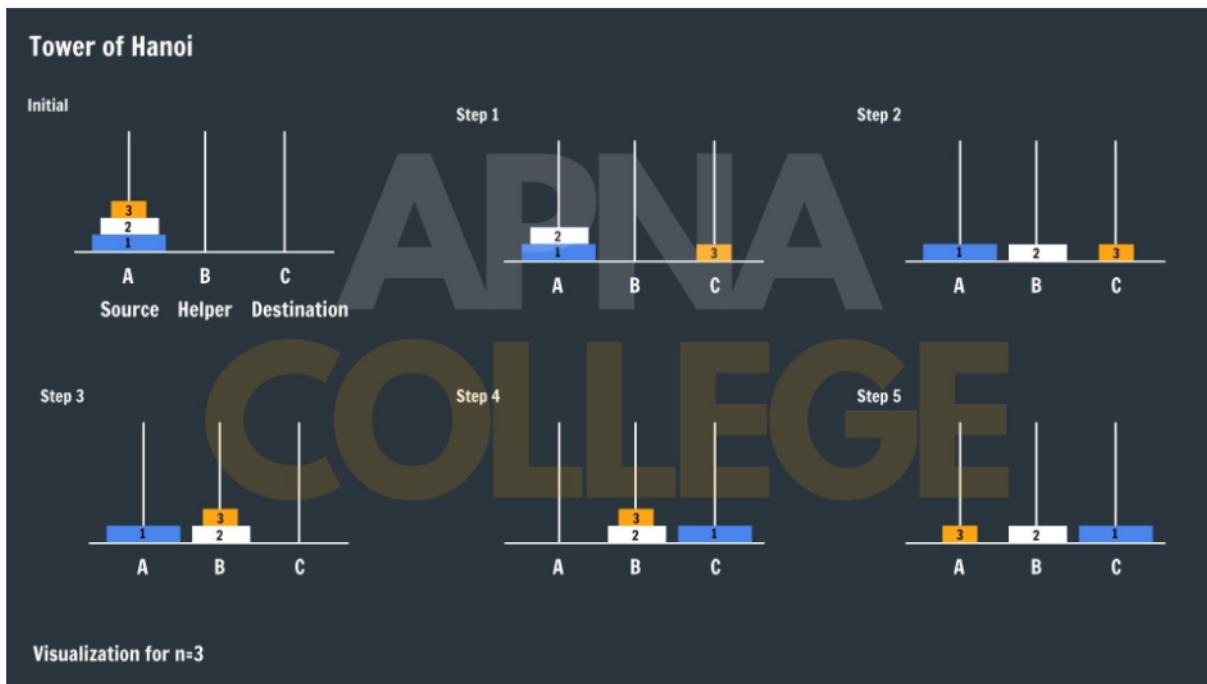 Tower of Hanoi
Initial
3
2
1
A B C
Source Helper Destination
Step 1
2
1 3
A B C
Step 2
1 2 3
A B C
Step 3
3
1 2
A B C
Step 4
3
2 1
A B C
Step 5
3 2 1
A B C
APNA
COLLEGE
Visualization for n=3